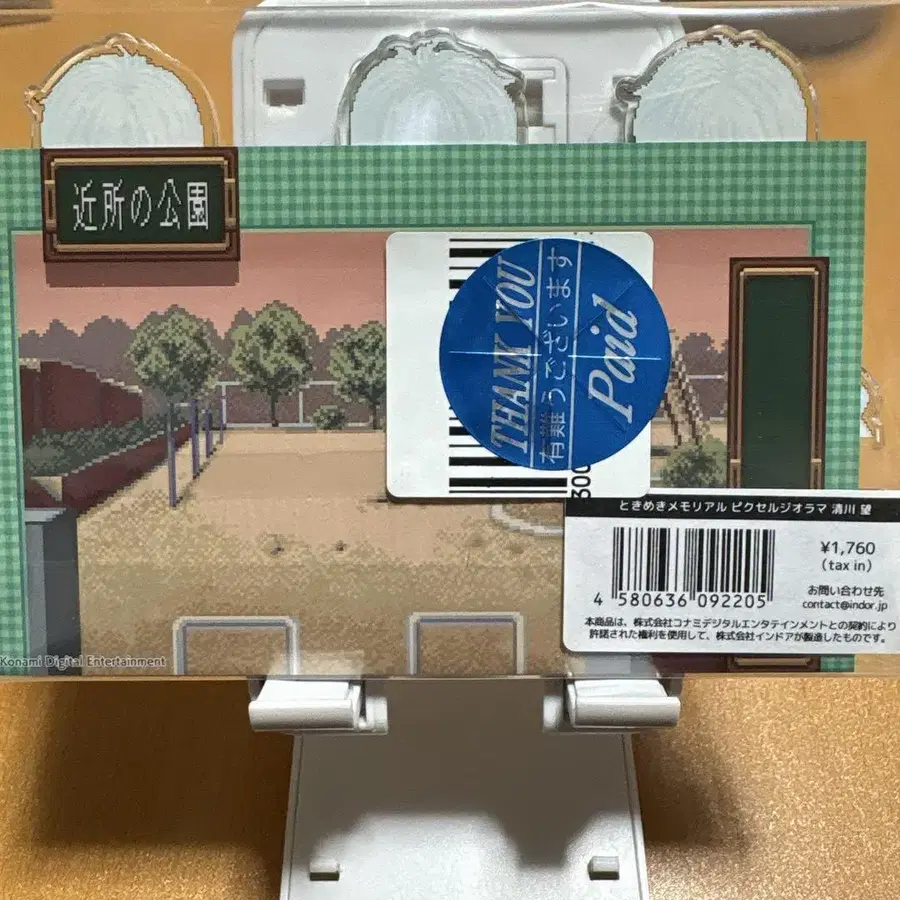 近所の公園
THANK YOU
有難うございます
Paid
ときめきメモリアル ピクセルジオラマ 清川 望
¥1,760
(tax in)
4 580636 092205
お問い合わせ先
contact@indor.jp
本商品は、株式会社コナミデジタルエンタテインメントとの契約により
許諾された権利を使用して、株式会社インドアが製造したものです。
Konami Digital Entertainment